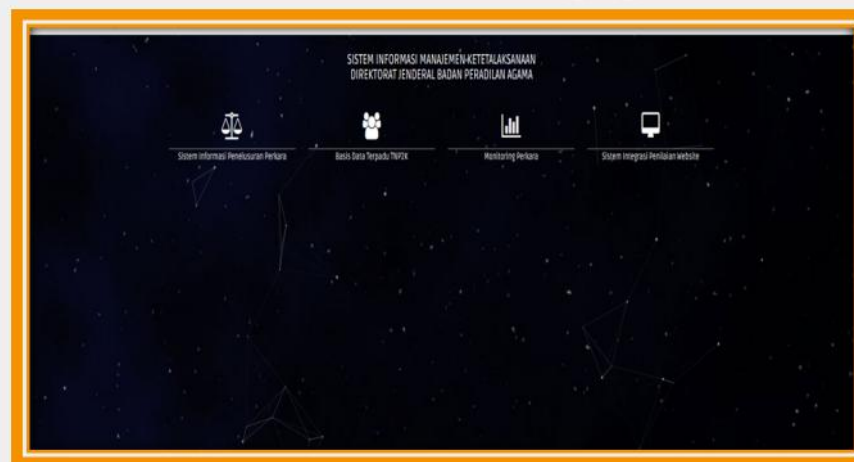 SISTEM INFORMASI MANAJEMEN-KETETALAKSANAAN
DIREKTORAT JENDERAL BADAN PERADILAN AGAMA
Sistem Informasi Penelusuran Perkara
Basis Data Terpadu TNP2K
Monitoring Perkara
Sistem Integrasi Penilaian Website